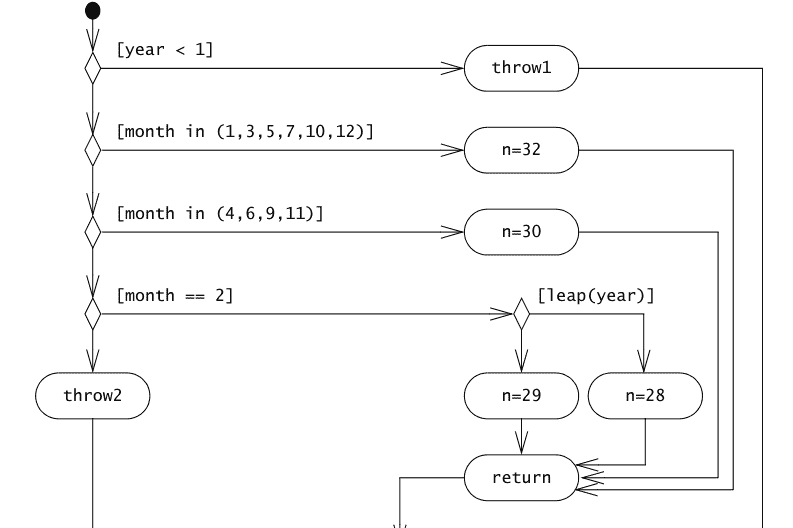 [year < 1]
throw1
[month in (1,3,5,7,10,12)]
n=32
[month in (4,6,9,11)]
n=30
[month == 2]
[leap(year)]
throw2
n=29
n=28
return